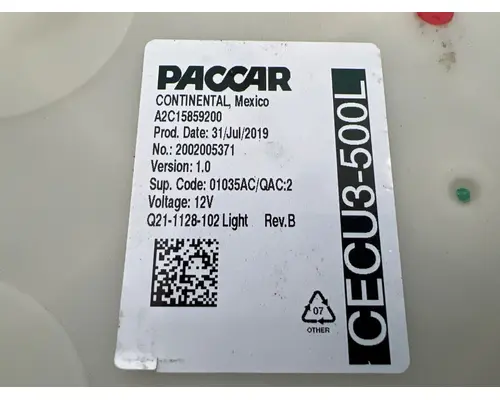 PACCAR
CONTINENTAL, Mexico
A2C15859200
Prod. Date: 31/Jul/2019
No.: 2002005371
Version: 1.0
Sup. Code: 01035AC/QAC:2
Voltage: 12V
Q21-1128-102 Light Rev.B
07
OTHER
CECU3-500L